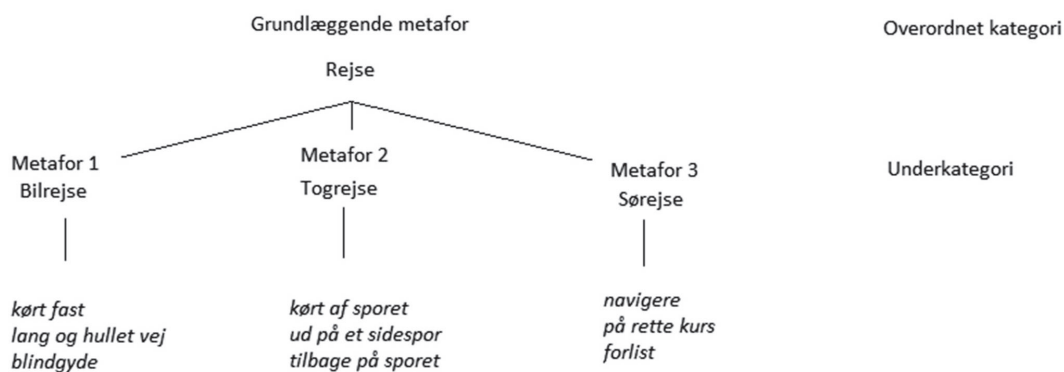 Grundlæggende metafor
Overordnet kategori
Rejse
Metafor 1
Bilrejse
Metafor 2
Togrejse
Metafor 3
Sørejse
Underkategori
kørt fast
lang og hullet vej
blindgyde
kørt af sporet
ud på et sidespor
tilbage på sporet
navigere
på rette kurs
forlist